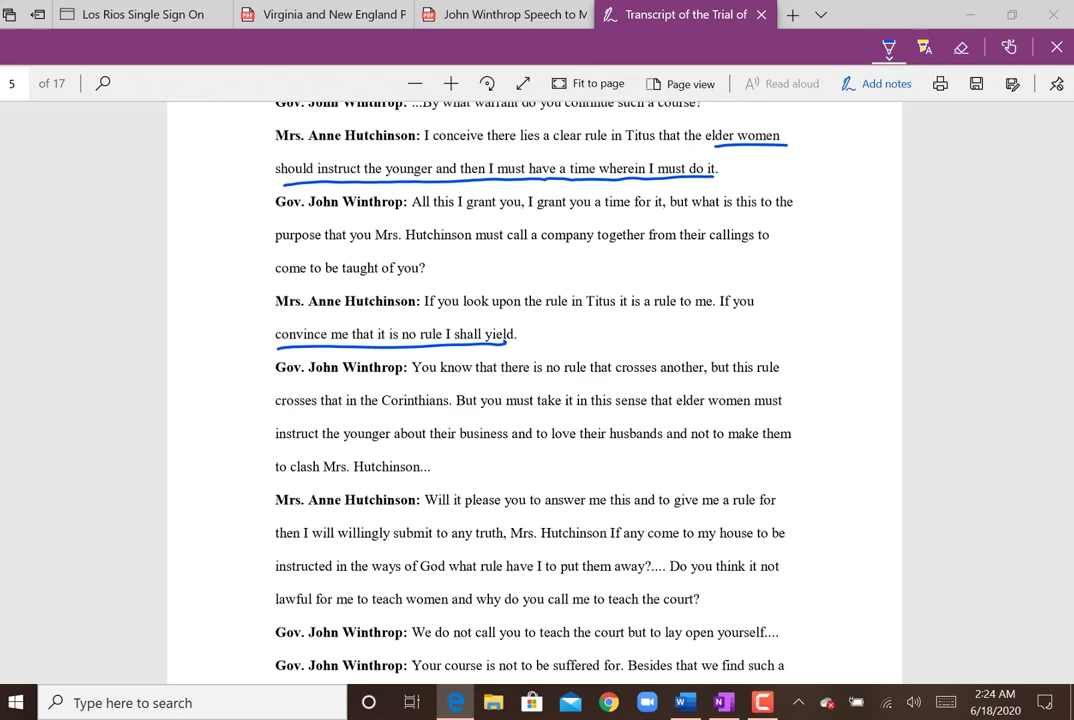 Los Rios Single Sign On
Virginia and New England P
John Winthrop Speech to M
Transcript of the Trial of
5 of 17
Fit to page
Page view
Read aloud
Add notes
Gov. John Winthrop: ...By what warrant do you continue such a course?
Mrs. Anne Hutchinson: I conceive there lies a clear rule in Titus that the elder women
should instruct the younger and then I must have a time wherein I must do it.
Gov. John Winthrop: All this I grant you, I grant you a time for it, but what is this to the
purpose that you Mrs. Hutchinson must call a company together from their callings to
come to be taught of you?
Mrs. Anne Hutchinson: If you look upon the rule in Titus it is a rule to me. If you
convince me that it is no rule I shall yield.
Gov. John Winthrop: You know that there is no rule that crosses another, but this rule
crosses that in the Corinthians. But you must take it in this sense that elder women must
instruct the younger about their business and to love their husbands and not to make them
to clash Mrs. Hutchinson...
Mrs. Anne Hutchinson: Will it please you to answer me this and to give me a rule for
then I will willingly submit to any truth, Mrs. Hutchinson If any come to my house to be
instructed in the ways of God what rule have I to put them away?.... Do you think it not
lawful for me to teach women and why do you call me to teach the court?
Gov. John Winthrop: We do not call you to teach the court but to lay open yourself....
Gov. John Winthrop: Your course is not to be suffered for. Besides that we find such a
Type here to search
2:24 AM
6/18/2020